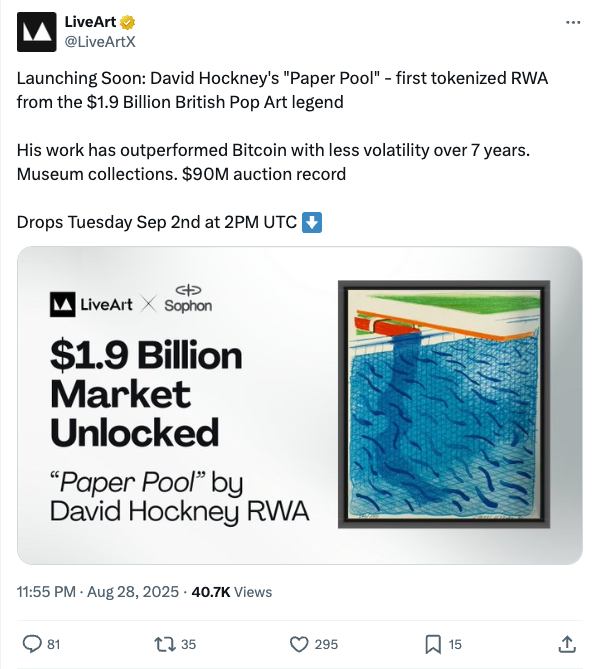 LiveArt
@LiveArtX
Launching Soon: David Hockney's "Paper Pool" - first tokenized RWA
from the $1.9 Billion British Pop Art legend
His work has outperformed Bitcoin with less volatility over 7 years.
Museum collections. $90M auction record
Drops Tuesday Sep 2nd at 2PM UTC
LiveArt
Sophon
$1.9 Billion
Market
Unlocked
“Paper Pool” by
David Hockney RWA
11:55 PM · Aug 28, 2025 · 40.7K Views
81
35
295
15